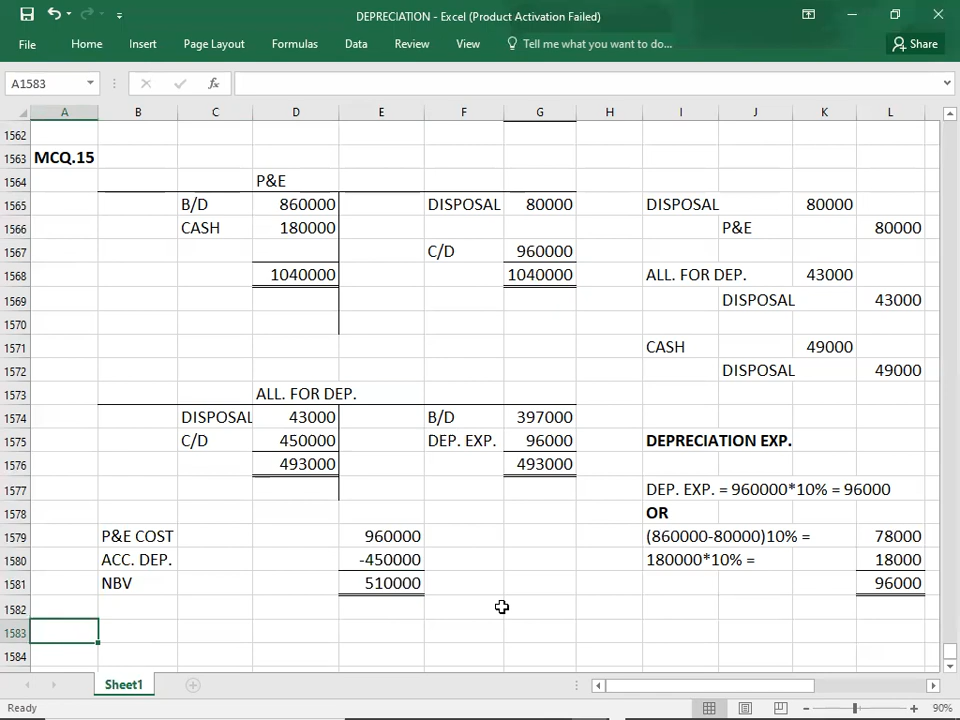 DEPRECIATION - Excel (Product Activation Failed)
File Home Insert Page Layout Formulas Data Review View Tell me what you want to do... Share
A1583 fx
A B C D E F G H I J K L
1562
1563 MCQ.15
1564 P&E
1565 B/D 860000 DISPOSAL 80000 DISPOSAL 80000
1566 CASH 180000 P&E 80000
1567 C/D 960000
1568 1040000 1040000 ALL. FOR DEP. 43000
1569 DISPOSAL 43000
1570
1571 CASH 49000
1572 DISPOSAL 49000
1573 ALL. FOR DEP.
1574 DISPOSAL 43000 B/D 397000
1575 C/D 450000 DEP. EXP. 96000 DEPRECIATION EXP.
1576 493000 493000
1577 DEP. EXP. = 960000*10% = 96000
1578 OR
1579 P&E COST 960000 (860000-80000)10% = 78000
1580 ACC. DEP. -450000 180000*10% = 18000
1581 NBV 510000 96000
1582
1583
1584
Sheet1
Ready 90%